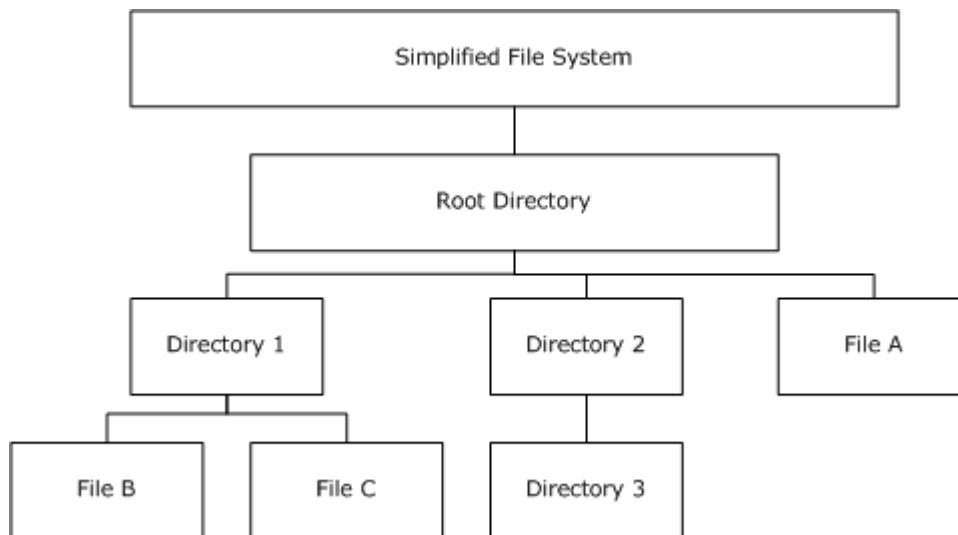 Simplified File System
Root Directory
Directory 1
Directory 2
File A
File B
File C
Directory 3